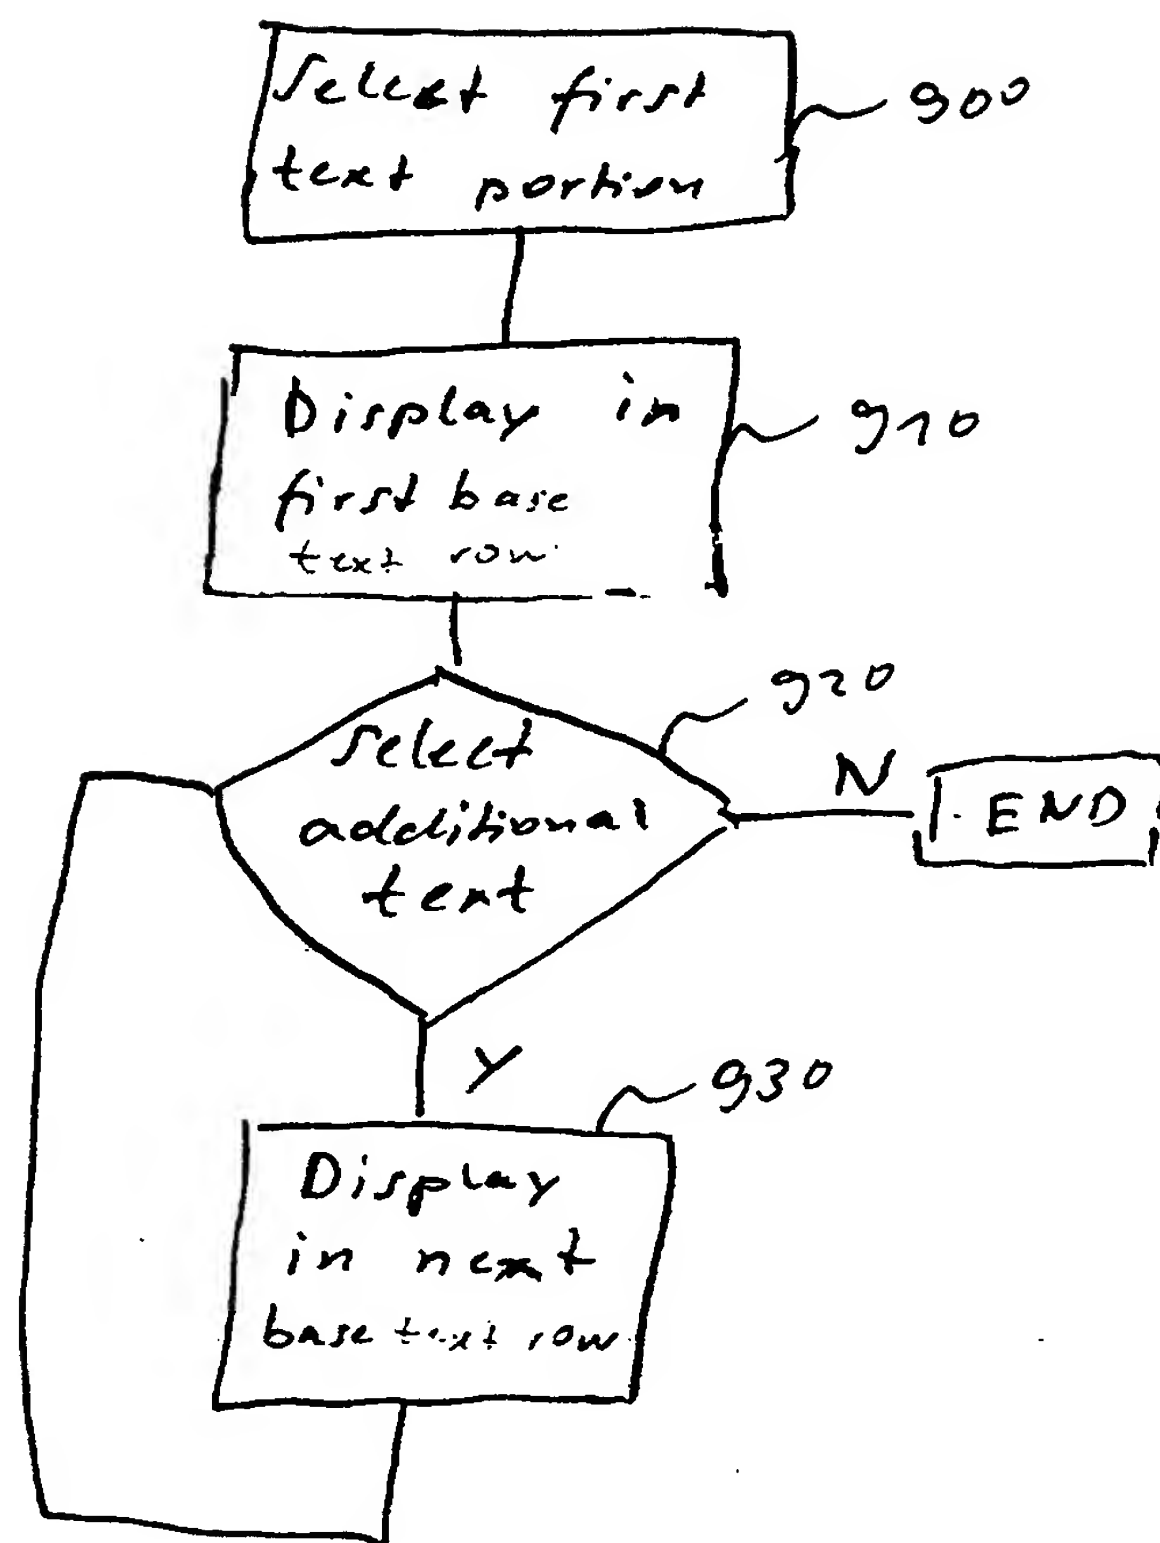 Select first
text portion
900
Display in
first base
text row
910
920
Select
additional
text
N
END
Y
930
Display
in next
base text row